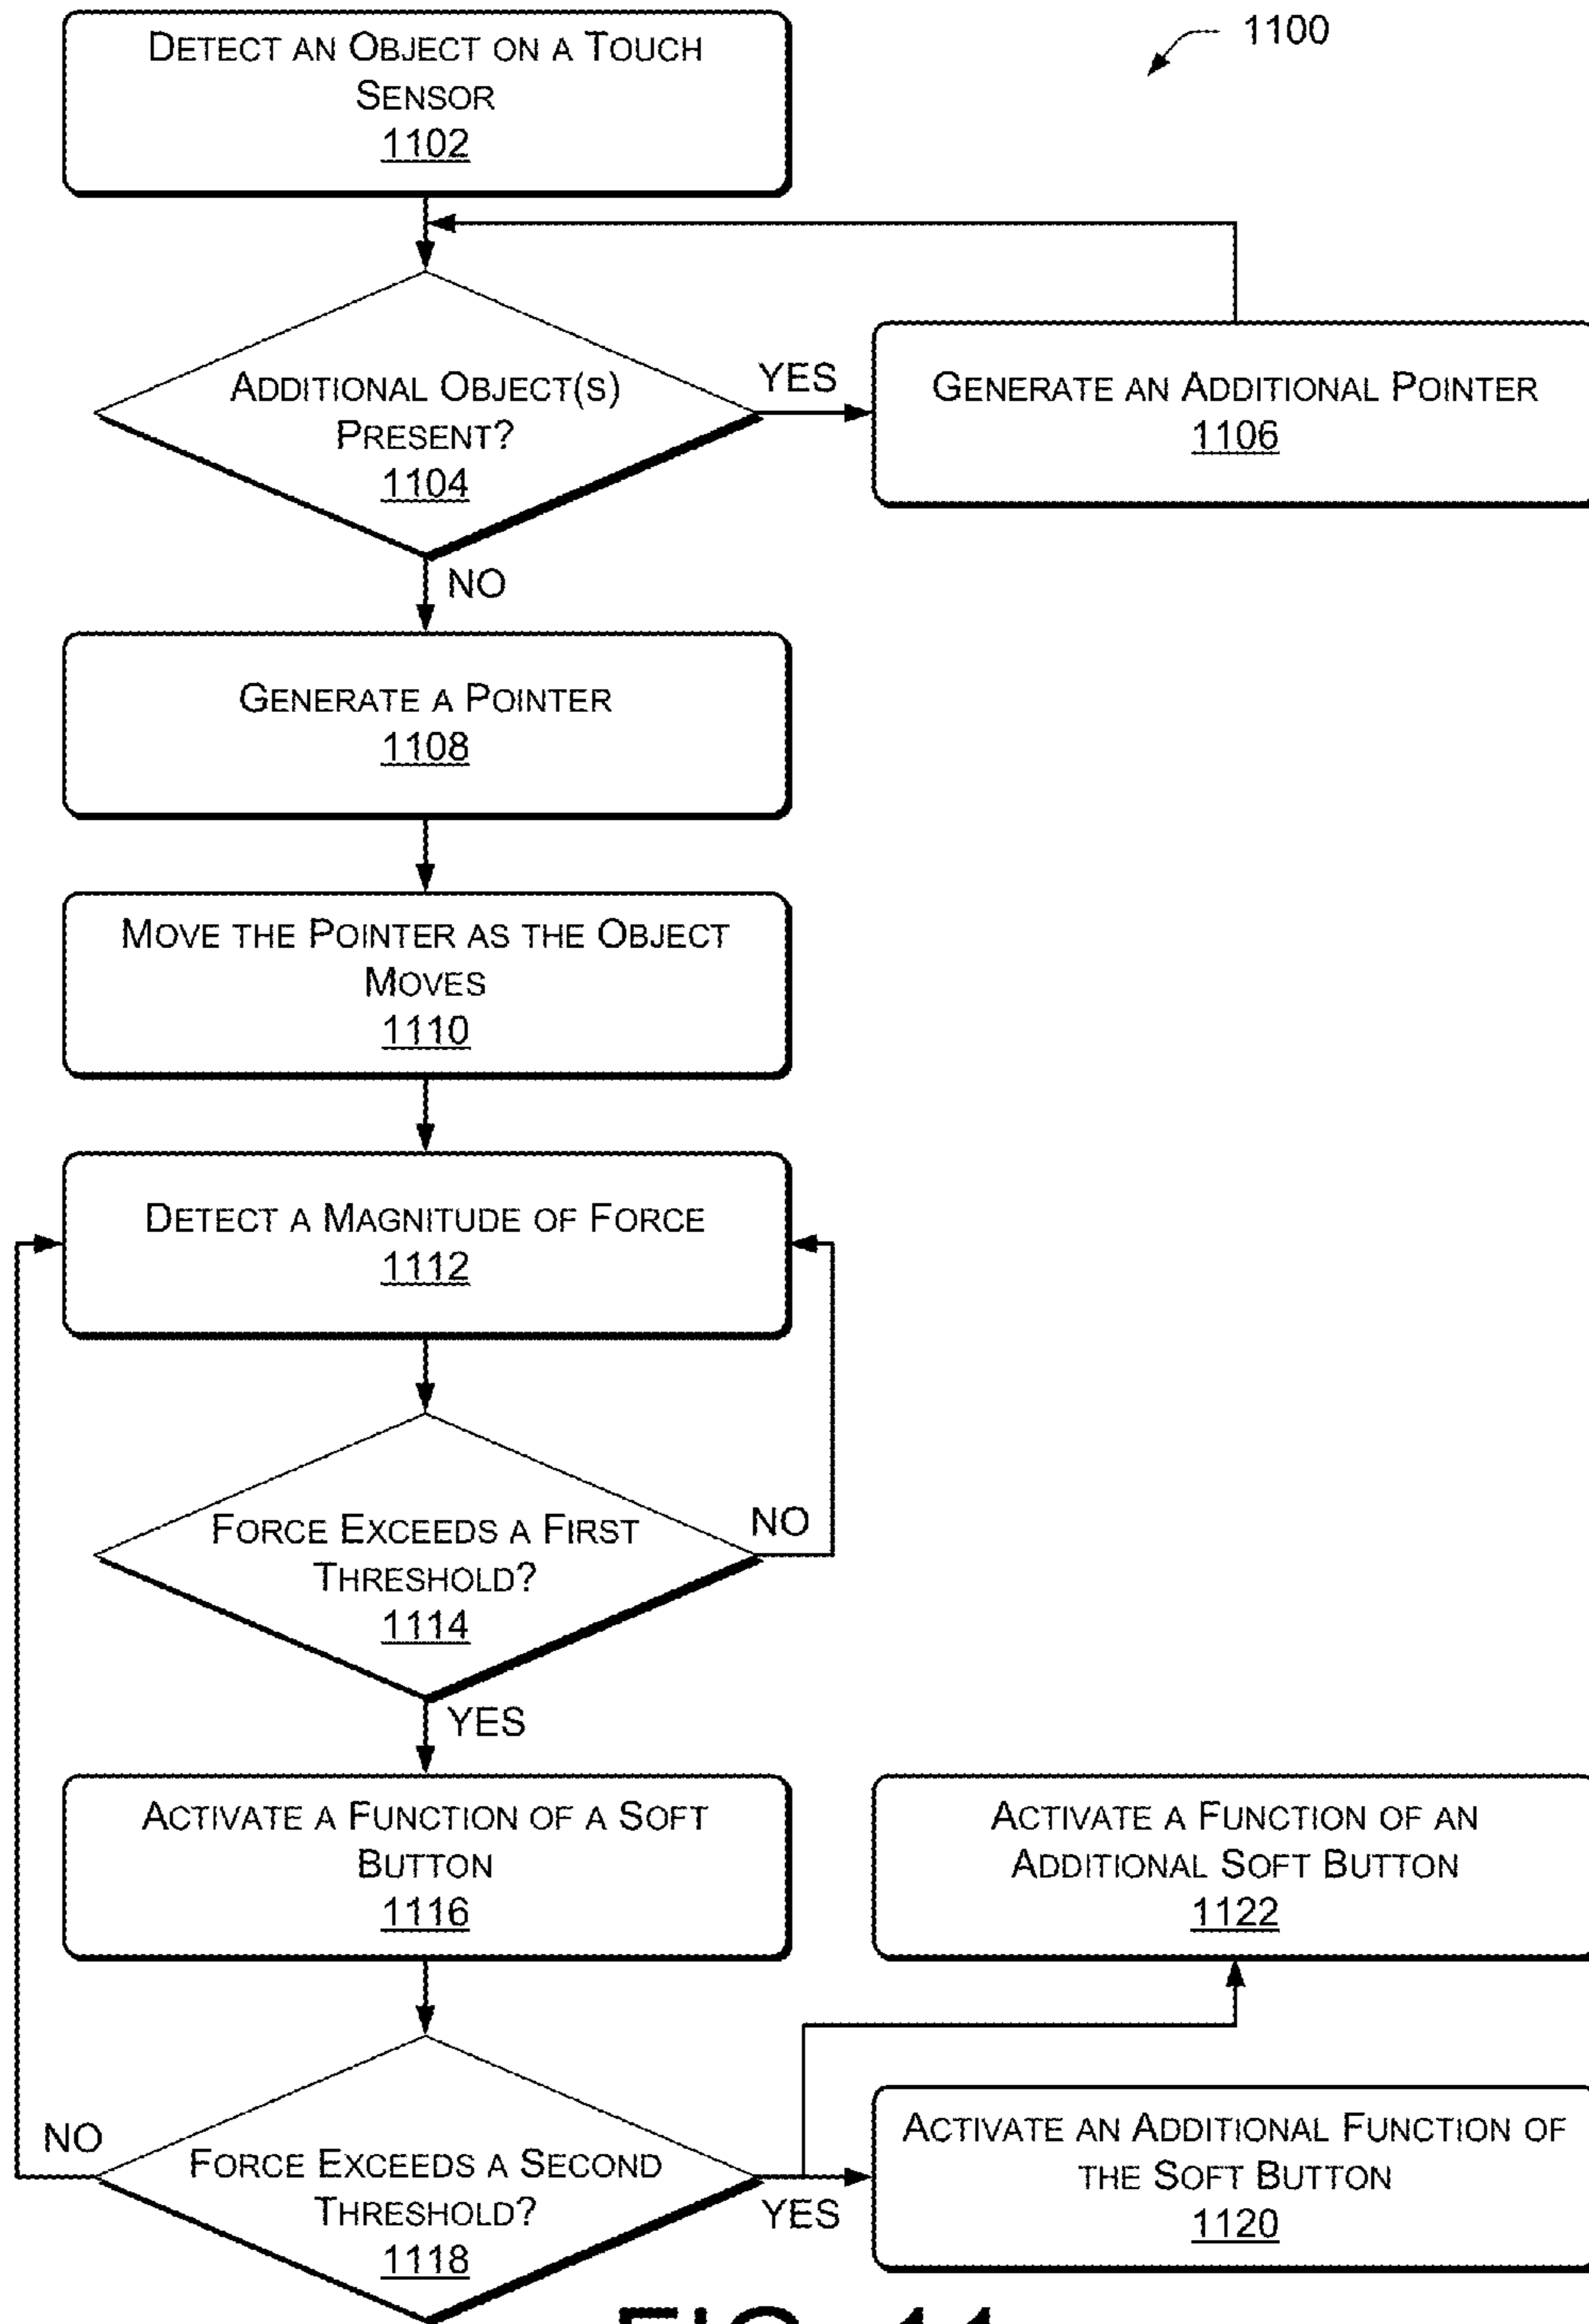 1100
DETECT AN OBJECT ON A TOUCH
SENSOR
1102
ADDITIONAL OBJECT(S)
PRESENT?
1104
YES
GENERATE AN ADDITIONAL POINTER
1106
NO
GENERATE A POINTER
1108
MOVE THE POINTER AS THE OBJECT
MOVES
1110
DETECT A MAGNITUDE OF FORCE
1112
FORCE EXCEEDS A FIRST
THRESHOLD?
1114
NO
YES
ACTIVATE A FUNCTION OF A SOFT
BUTTON
1116
ACTIVATE A FUNCTION OF AN
ADDITIONAL SOFT BUTTON
1122
NO
FORCE EXCEEDS A SECOND
THRESHOLD?
1118
YES
ACTIVATE AN ADDITIONAL FUNCTION OF
THE SOFT BUTTON
1120
FIG. 11